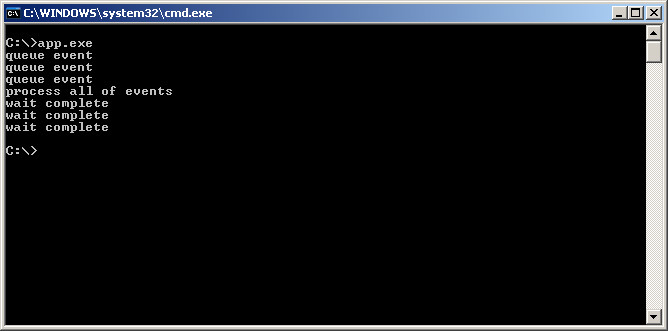 C:\WINDOWS\system32\cmd.exe
C:\>app.exe
queue event
queue event
queue event
process all of events
wait complete
wait complete
wait complete
C:\>